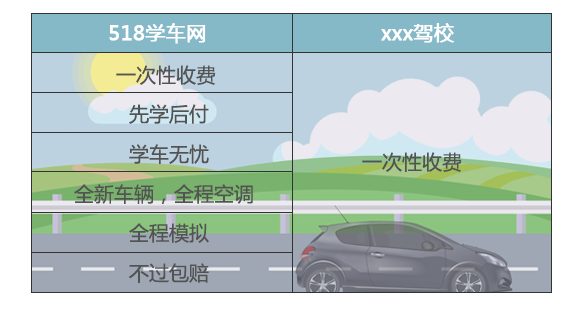 518学车网
xxx驾校
一次性收费
先学后付
学车无忧
一次性收费
全新车辆，全程空调
全程模拟
不过包赔